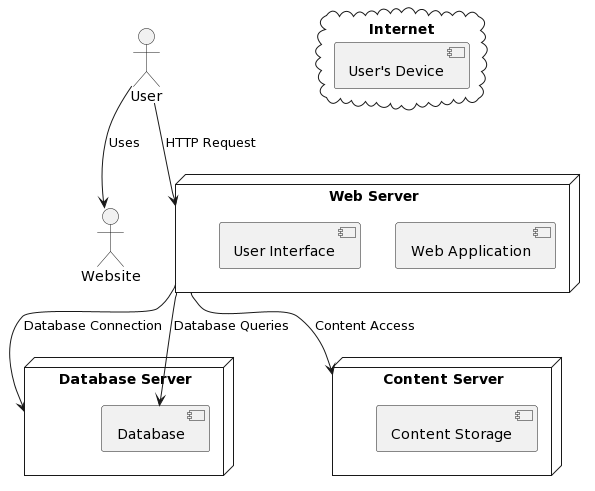 Internet
User's Device
User
Uses
HTTP Request
Web Server
User Interface
Web Application
Website
Database Connection
Database Queries
Content Access
Database Server
Database
Content Server
Content Storage